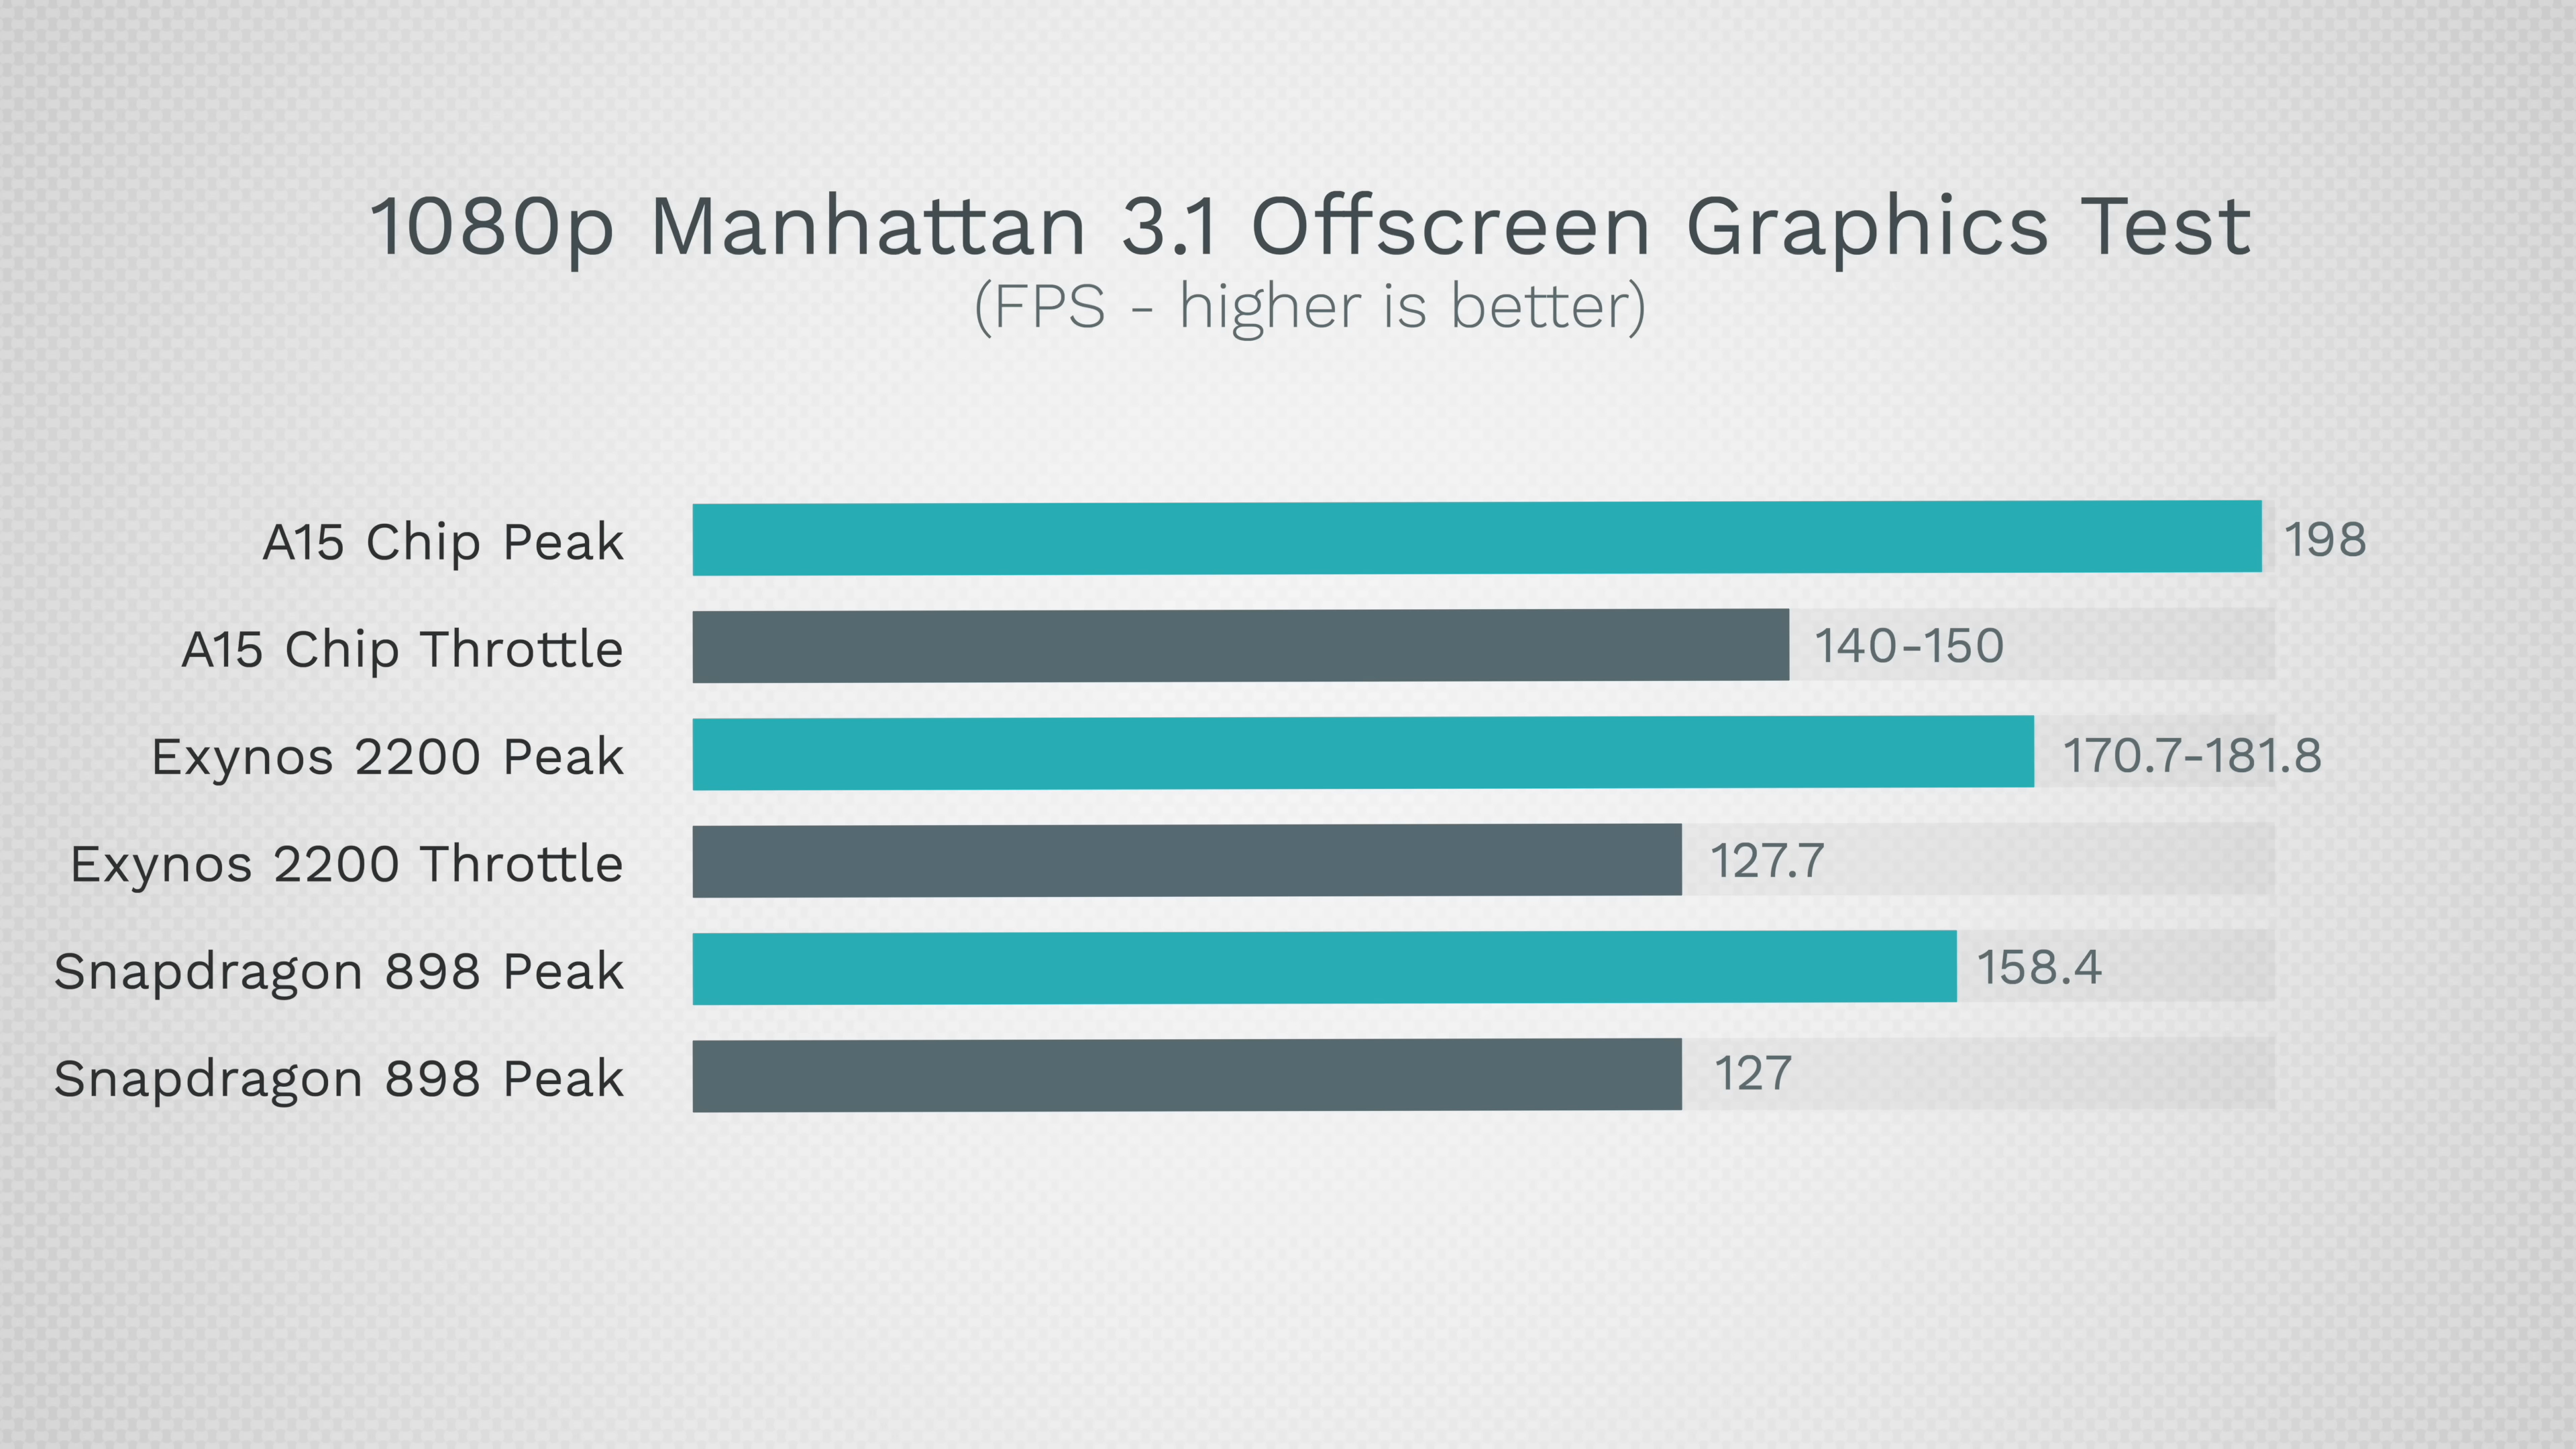 1080p Manhattan 3.1 Offscreen Graphics Test
(FPS - higher is better)
A15 Chip Peak 198
A15 Chip Throttle 140-150
Exynos 2200 Peak 170.7-181.8
Exynos 2200 Throttle 127.7
Snapdragon 898 Peak 158.4
Snapdragon 898 Peak 127